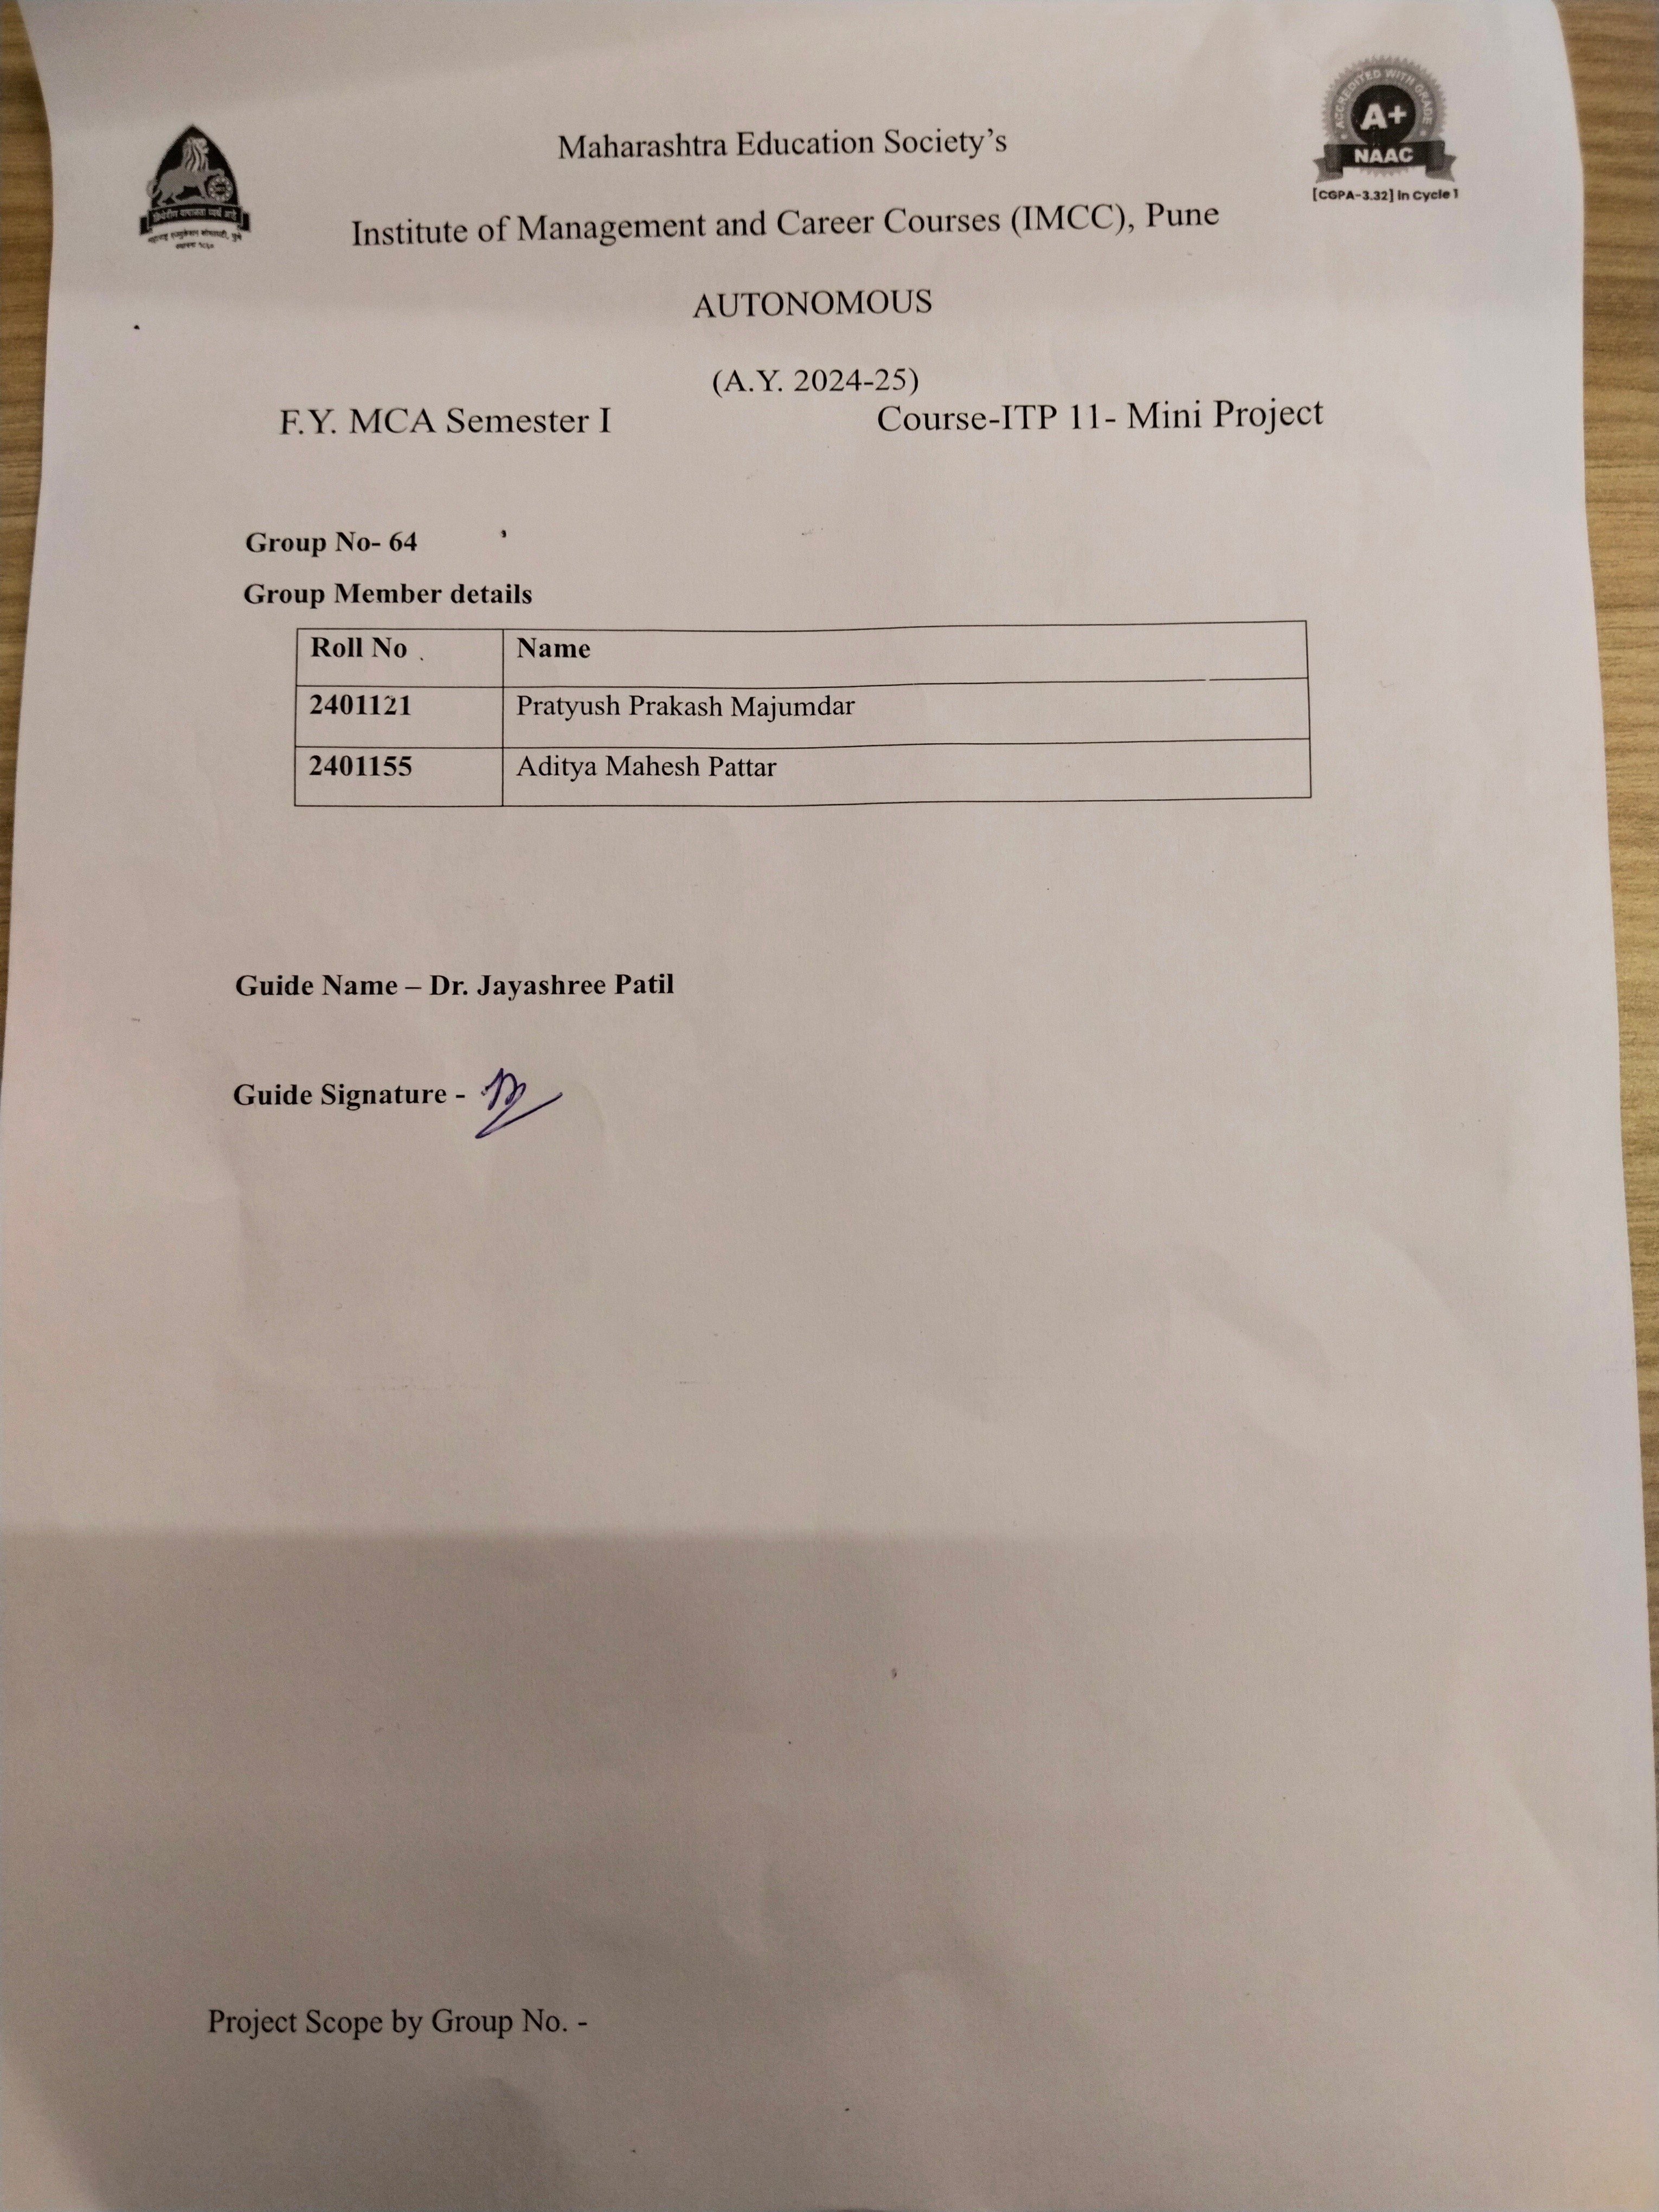 ACCREDITED WITH GRADE
A+
NAAC
[CGPA-3.32] In Cycle 1
Maharashtra Education Society’s
Institute of Management and Career Courses (IMCC), Pune
AUTONOMOUS
(A.Y. 2024-25)
F.Y. MCA Semester I Course-ITP 11- Mini Project
Group No- 64
Group Member details
Roll No Name
2401121 Pratyush Prakash Majumdar
2401155 Aditya Mahesh Pattar
Guide Name – Dr. Jayashree Patil
Guide Signature -
Project Scope by Group No. -